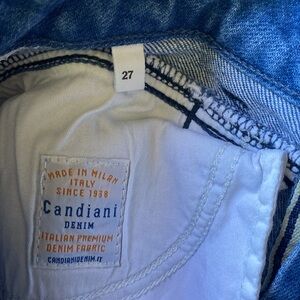 27
MADE IN MILAN
ITALY
SINCE 1938
Candiani
DENIM
ITALIAN PREMIUM
DENIM FABRIC
CANDIANIDENIM.IT